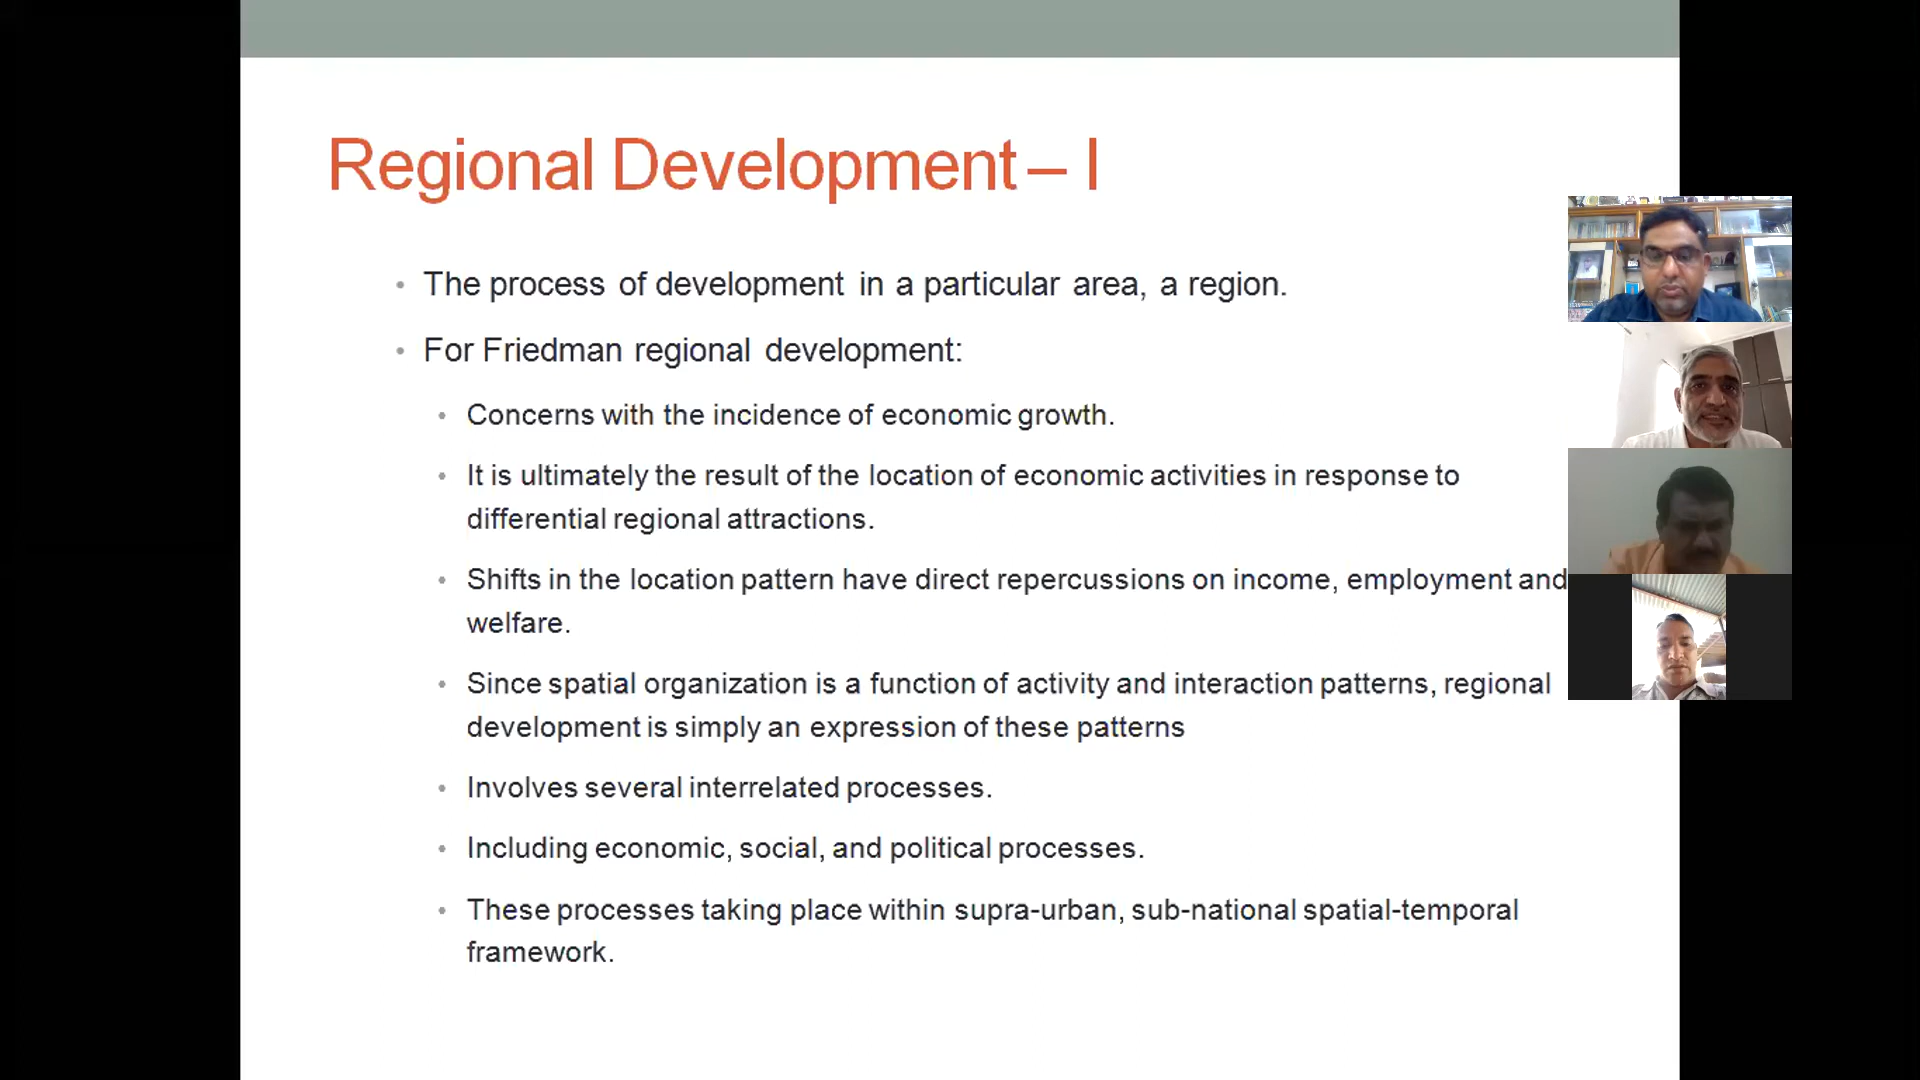 Regional Development – I
• The process of development in a particular area, a region.
• For Friedman regional development:
• Concerns with the incidence of economic growth.
• It is ultimately the result of the location of economic activities in response to
differential regional attractions.
• Shifts in the location pattern have direct repercussions on income, employment and
welfare.
• Since spatial organization is a function of activity and interaction patterns, regional
development is simply an expression of these patterns
• Involves several interrelated processes.
• Including economic, social, and political processes.
• These processes taking place within supra-urban, sub-national spatial-temporal
framework.